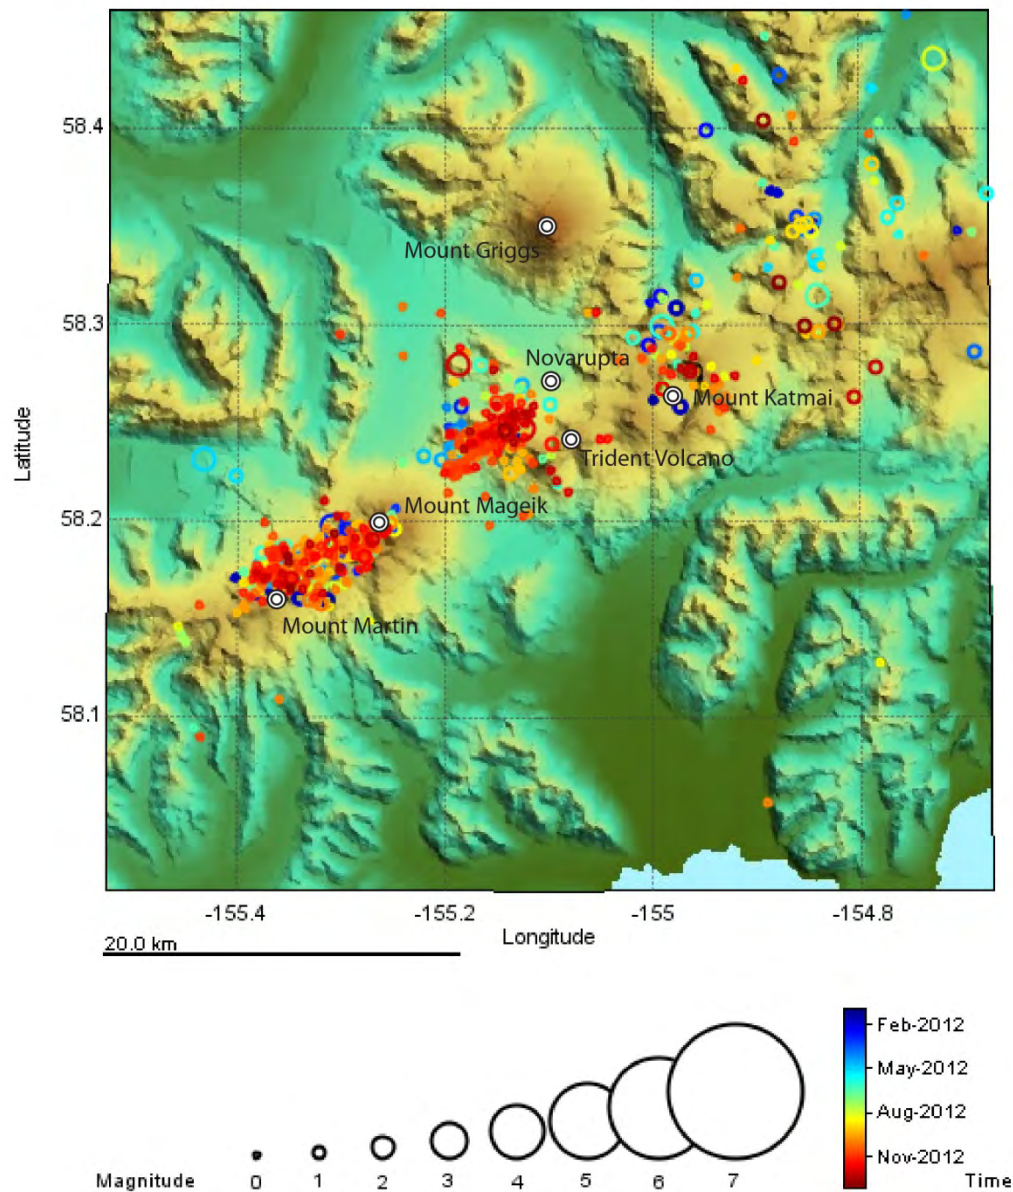 58.4
Mount Griggs
58.3
Novarupta
Mount Katmai
Trident Volcano
Latitude
58.2
Mount Mageik
Mount Martin
58.1
-155.4 -155.2 -155 -154.8
Longitude
20.0 km
Feb-2012
May-2012
Aug-2012
Nov-2012
Magnitude 0 1 2 3 4 5 6 7 Time